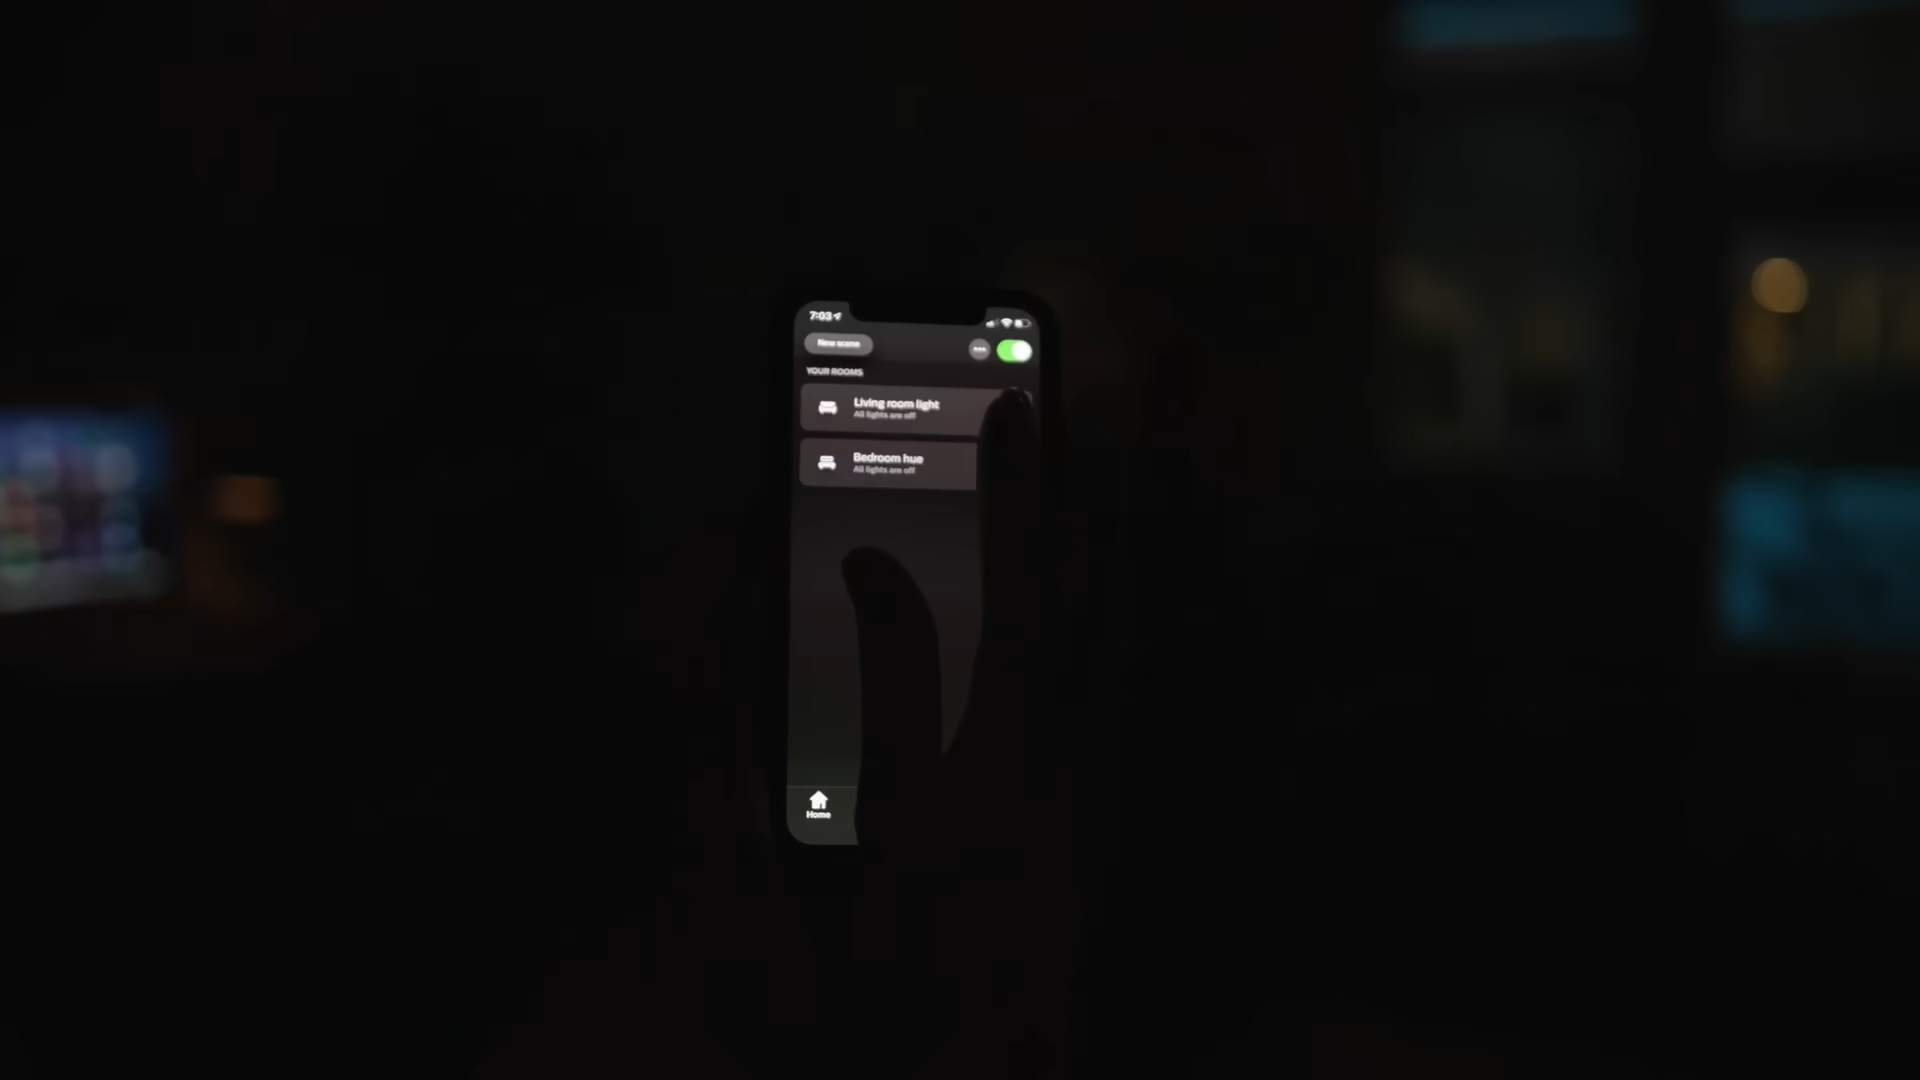 7:03
New scene
YOUR ROOMS
Living room light
All lights are off
Bedroom hue
All lights are off
Home